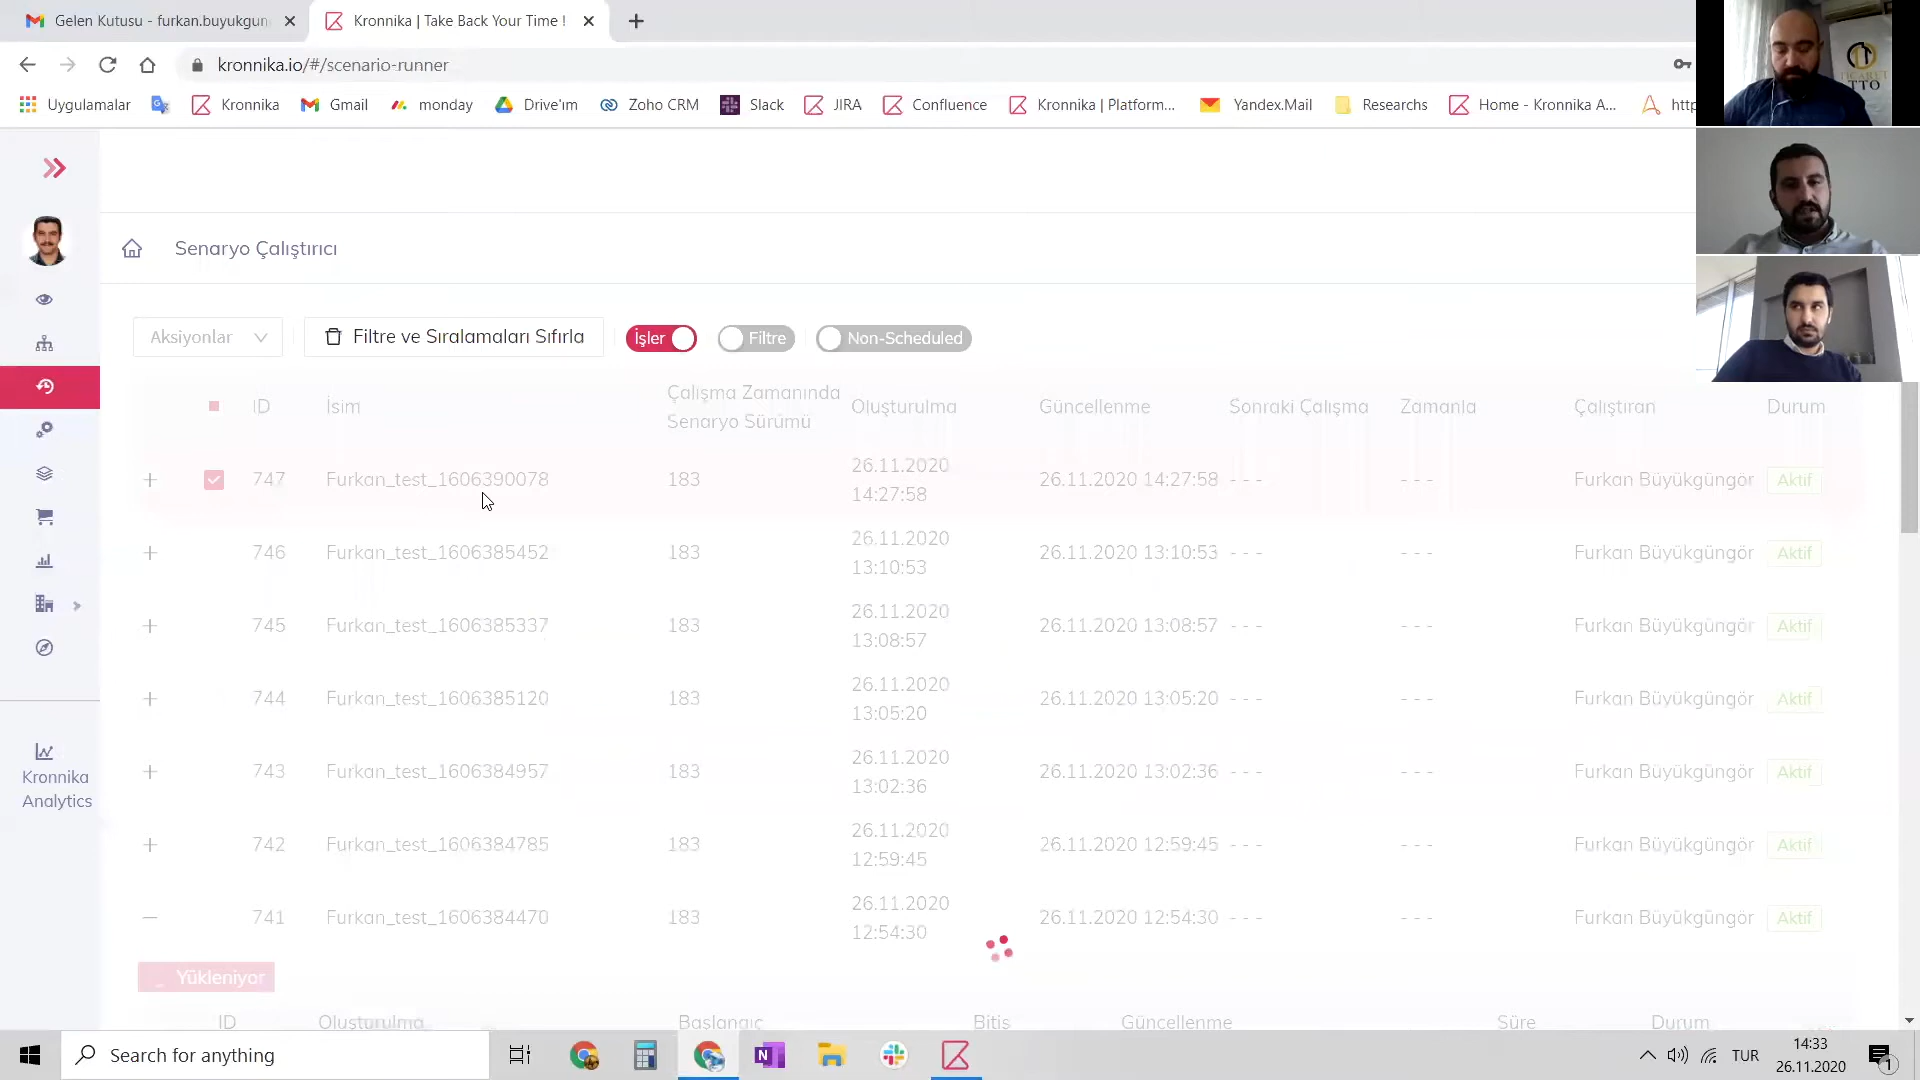 Gelen Kutusu - furkan.buyukgun
Kronnika | Take Back Your Time !
kronnika.io/#/scenario-runner
Uygulamalar
Kronnika
Gmail
monday
Drive'ım
Zoho CRM
Slack
JIRA
Confluence
Kronnika | Platform...
Yandex.Mail
Researchs
Home - Kronnika A...
TİCARET
TTO
Senaryo Çalıştırıcı
Aksiyonlar
Filtre ve Sıralamaları Sıfırla
İşler
Filtre
Non-Scheduled
ID İsim Çalışma Zamanında Senaryo Sürümü Oluşturulma Güncellenme Sonraki Çalışma Zamanla Çalıştıran Durum
747 Furkan_test_1606390078 183 26.11.2020 14:27:58 26.11.2020 14:27:58 - - - - - - Furkan Büyükgüngör Aktif
746 Furkan_test_1606385452 183 26.11.2020 13:10:53 26.11.2020 13:10:53 - - - - - - Furkan Büyükgüngör Aktif
745 Furkan_test_1606385337 183 26.11.2020 13:08:57 26.11.2020 13:08:57 - - - - - - Furkan Büyükgüngör Aktif
744 Furkan_test_1606385120 183 26.11.2020 13:05:20 26.11.2020 13:05:20 - - - - - - Furkan Büyükgüngör Aktif
743 Furkan_test_1606384957 183 26.11.2020 13:02:36 26.11.2020 13:02:36 - - - - - - Furkan Büyükgüngör Aktif
742 Furkan_test_1606384785 183 26.11.2020 12:59:45 26.11.2020 12:59:45 - - - - - - Furkan Büyükgüngör Aktif
741 Furkan_test_1606384470 183 26.11.2020 12:54:30 26.11.2020 12:54:30 - - - - - - Furkan Büyükgüngör Aktif
Yükleniyor
ID Oluşturulma Başlangıç Bitiş Güncellenme Süre Durum
Kronnika
Analytics
Search for anything
TUR
14:33
26.11.2020
1